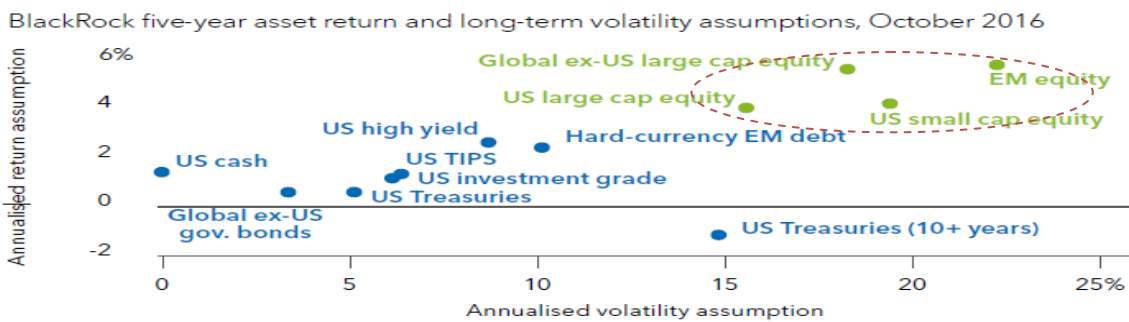 BlackRock five-year asset return and long-term volatility assumptions, October 2016
Annualised return assumption
6%
4
2
0
-2
Global ex-US large cap equity
EM equity
US large cap equity
US small cap equity
US high yield
Hard-currency EM debt
US cash
US TIPS
US investment grade
US Treasuries
Global ex-US
gov. bonds
US Treasuries (10+ years)
0
5
10
15
20
25%
Annualised volatility assumption